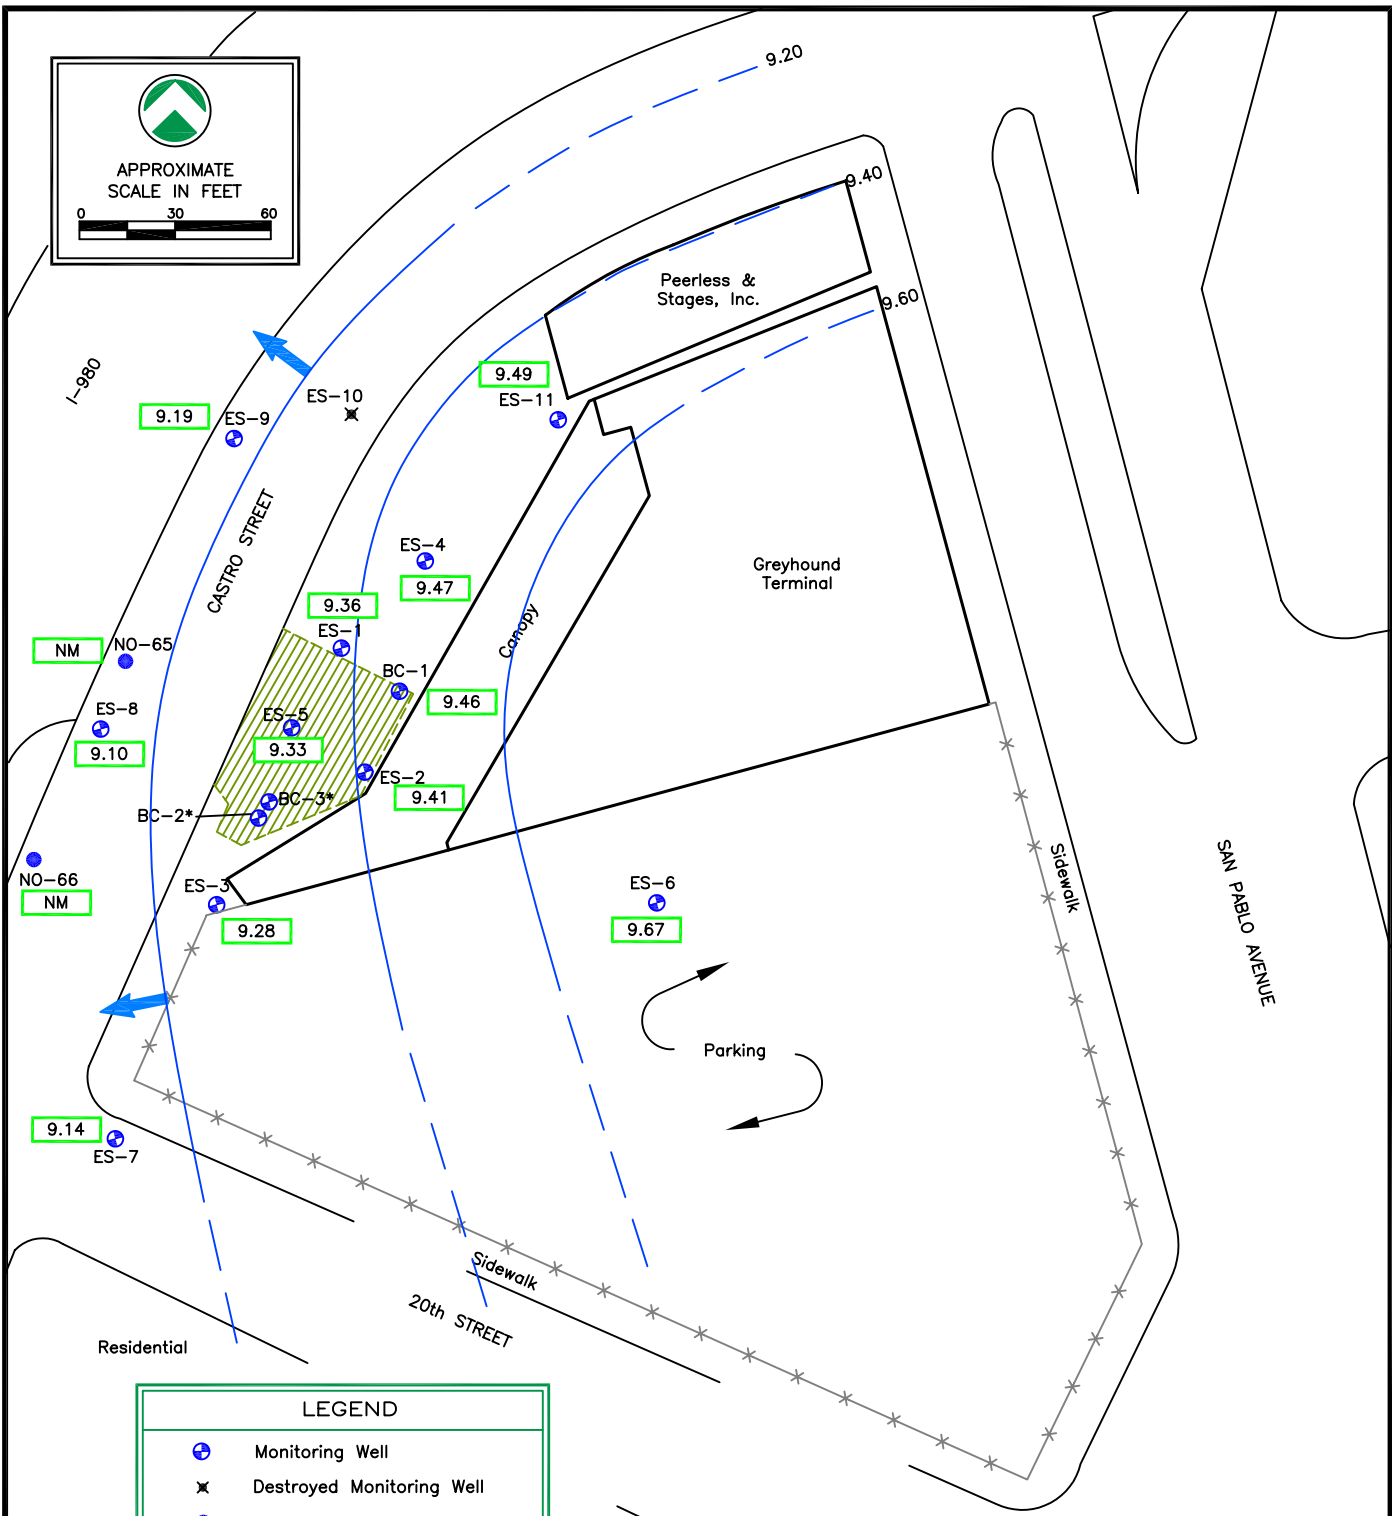 9.20
APPROXIMATE
SCALE IN FEET
0 30 60
9.40
Peerless &
Stages, Inc.
9.60
I-980
9.49
ES-10
ES-11
9.19
ES-9
CASTRO STREET
ES-4
9.47
Greyhound
Terminal
9.36
ES-1
Canopy
NM
NO-65
BC-1
9.46
ES-8
9.10
ES-5
9.33
ES-2
9.41
BC-3*
BC-2*
NO-66
NM
ES-3
9.28
ES-6
9.67
Sidewalk
SAN PABLO AVENUE
Parking
9.14
ES-7
Sidewalk
20th STREET
Residential
LEGEND
Monitoring Well
Destroyed Monitoring Well